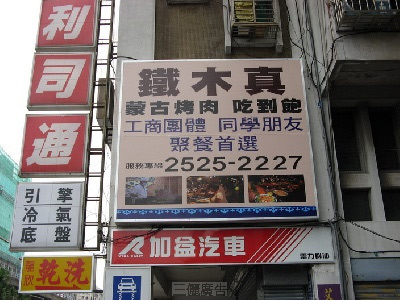 利
司
通
引擎
冷氣
底盤
乾洗
鐵木真
蒙古烤肉 吃到飽
工商團體 同學朋友
聚餐首選
服務專線 2525-2227
加益汽車